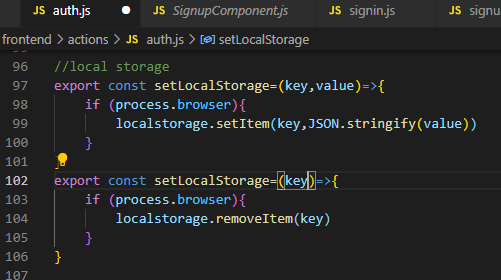 JS auth.js ● JS SignupComponent.js JS signin.js JS signu
frontend > actions > JS auth.js > setLocalStorage
96 //local storage
97 export const setLocalStorage=(key,value)=>{
98 if (process.browser){
99 localstorage.setItem(key,JSON.stringify(value))
100 }
101 }
102 export const setLocalStorage=(key)=>{
103 if (process.browser){
104 localstorage.removeItem(key)
105 }
106 }
107